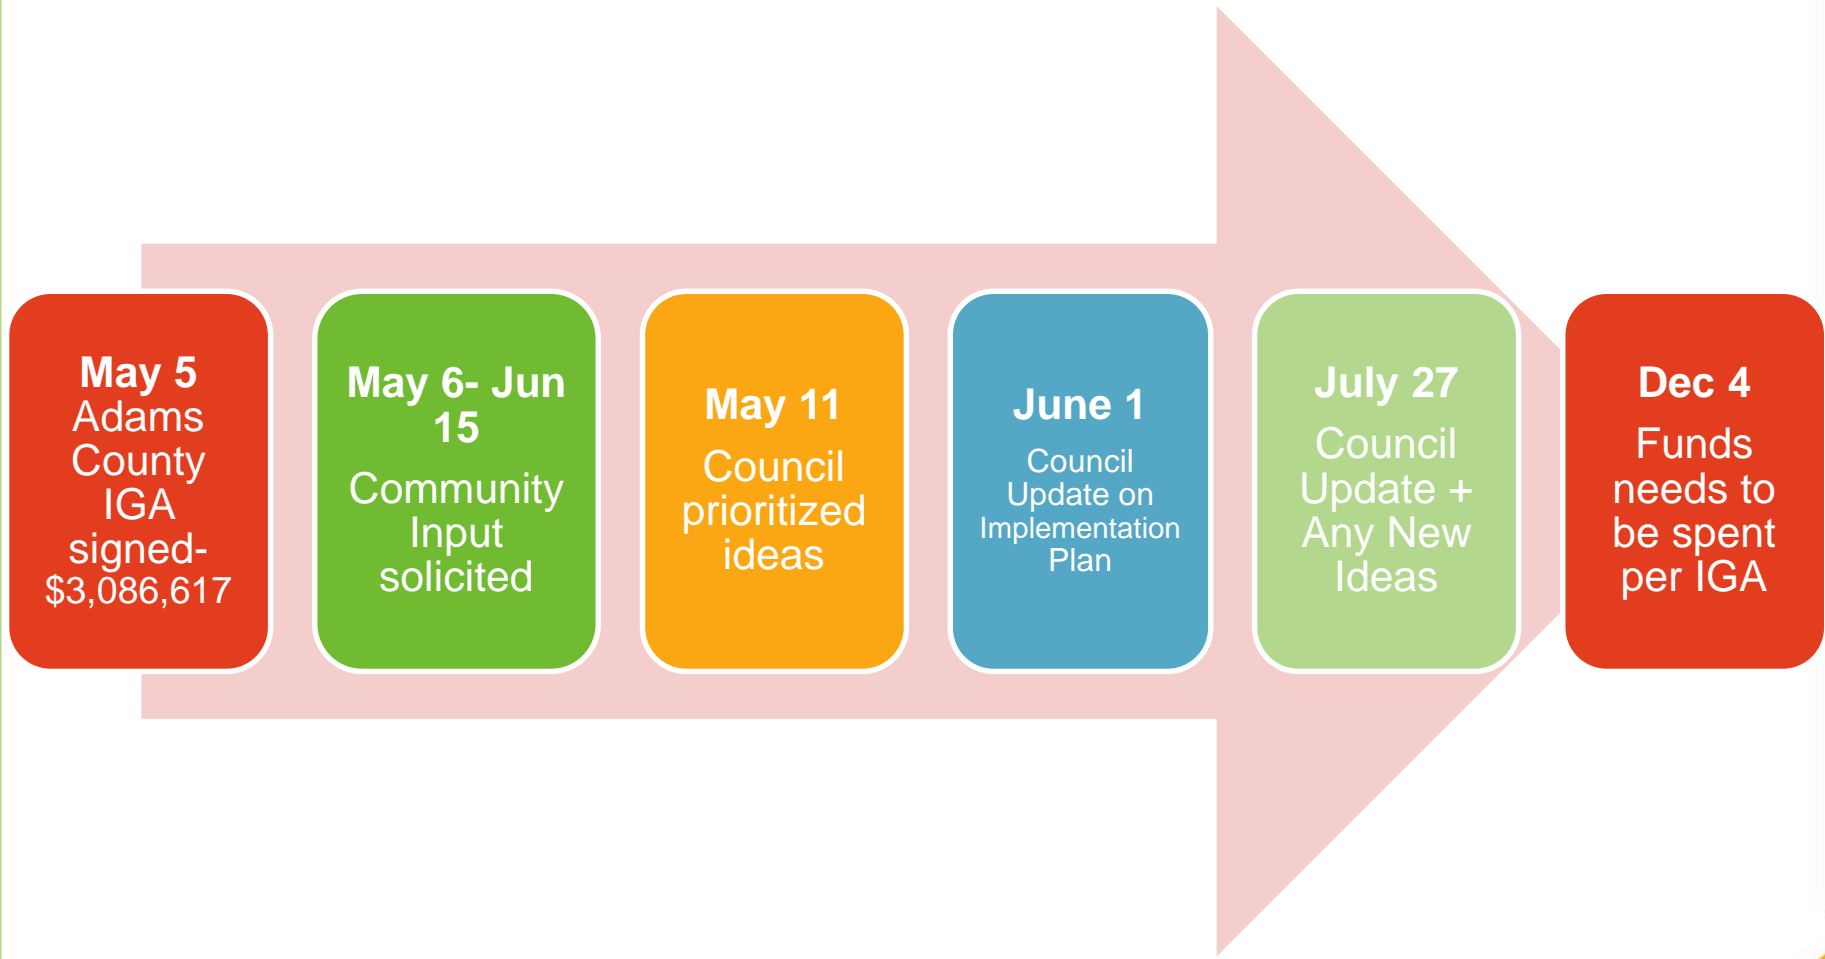 May 5
Adams
County
IGA
signed-
$3,086,617
May 6- Jun
15
Community
Input
solicited
May 11
Council
prioritized
ideas
June 1
Council
Update on
Implementation
Plan
July 27
Council
Update +
Any New
Ideas
Dec 4
Funds
needs to
be spent
per IGA